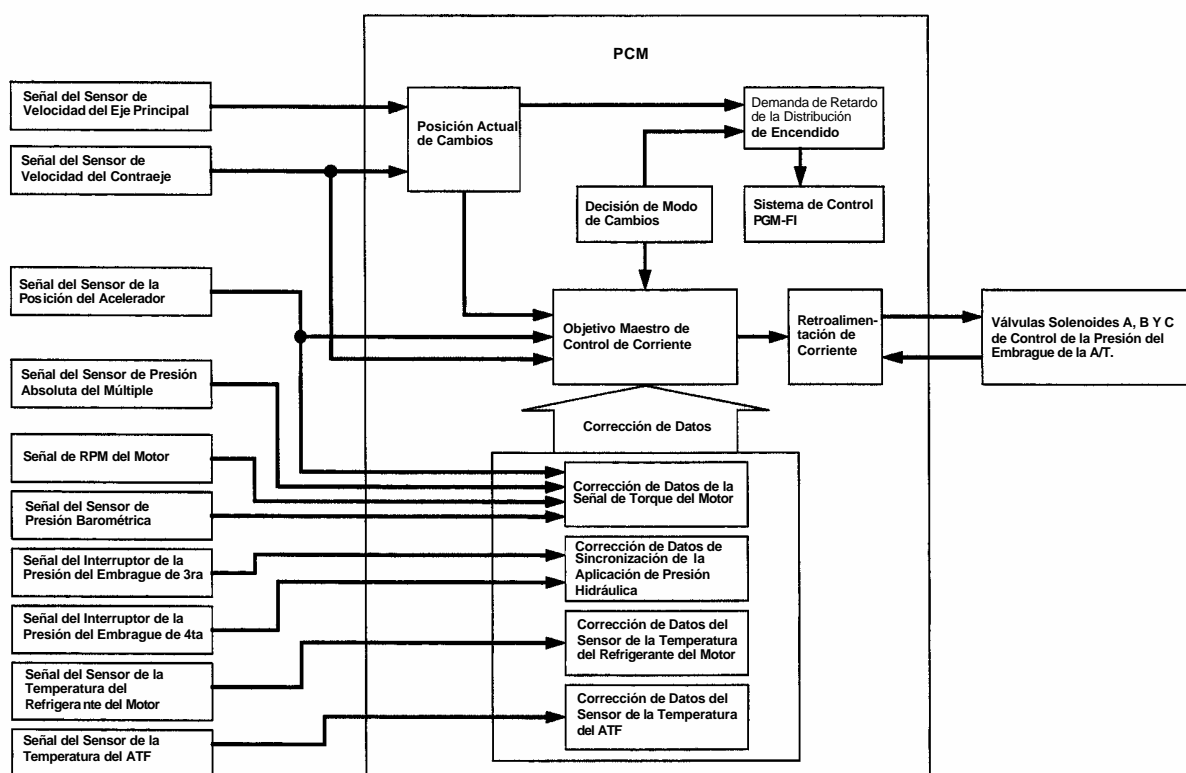 PCM
Señal del Sensor de
Velocidad del Eje Principal
Posición Actual
de Cambios
Demanda de Retardo
de la Distribución
de Encendido
Señal del Sensor de
Velocidad del Contraeje
Decisión de Modo
de Cambios
Sistema de Control
PGM-FI
Señal del Sensor de la
Posición del Acelerador
Objetivo Maestro de
Control de Corriente
Retroalimen-
tación de
Corriente
Válvulas Solenoides A, B Y C
de Control de la Presión del
Embrague de la A/T.
Señal del Sensor de Presión
Absoluta del Múltiple
Corrección de Datos
Señal de RPM del Motor
Corrección de Datos de la
Señal de Torque del Motor
Señal del Sensor de
Presión Barométrica
Señal del Interruptor de la
Presión del Embrague de 3ra
Corrección de Datos de
Sincronización de la
Aplicación de Presión
Hidráulica
Señal del Interruptor de la
Presión del Embrague de 4ta
Corrección de Datos del
Sensor de la Temperatura
del Refrigerante del Motor
Señal del Sensor de la
Temperatura del
Refrigerante del Motor
Corrección de Datos del
Sensor de la Temperatura
del ATF
Señal del Sensor de la
Temperatura del ATF